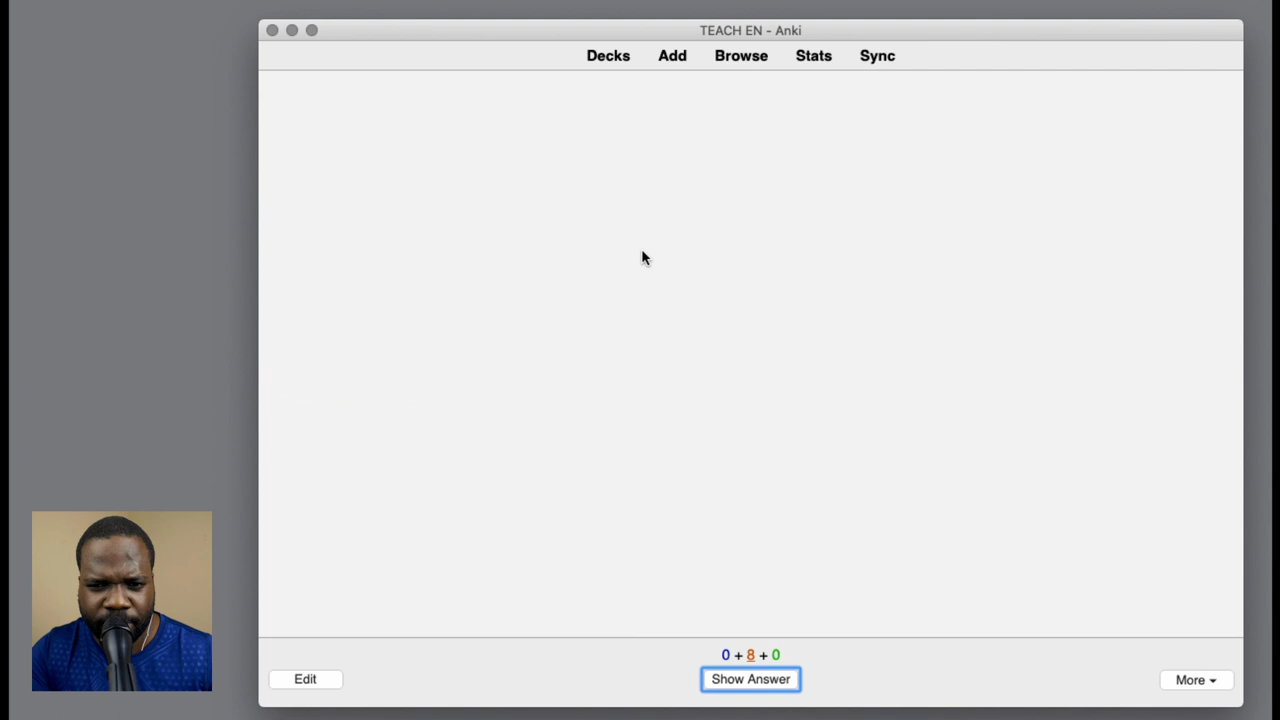 TEACH EN - Anki
Decks Add Browse Stats Sync
0 + 8 + 0
Edit Show Answer More